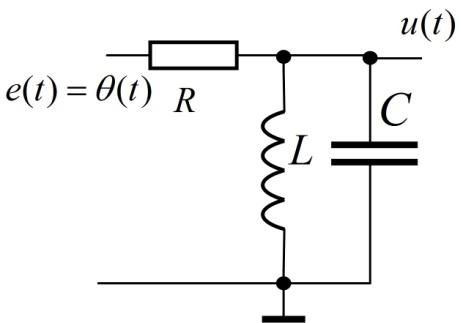 u(t)
e(t) = θ(t)
R
L
C